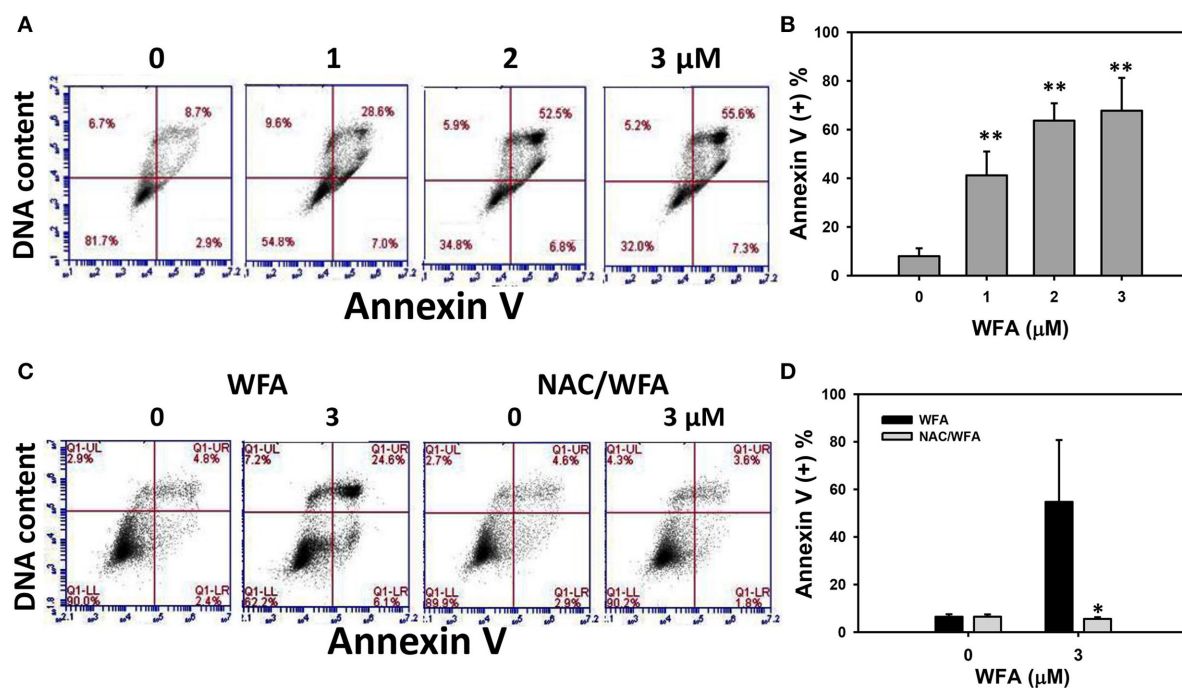 A
0
1
2
3 µM
DNA content
6.7%
8.7%
81.7%
2.9%
9.6%
28.6%
54.8%
7.0%
5.9%
52.5%
34.8%
6.8%
5.2%
55.6%
32.0%
7.3%
Annexin V
B
Annexin V (+) %
100
80
60
40
20
0
**
**
**
0 1 2 3
WFA (µM)
C
WFA
NAC/WFA
0
3
0
3 µM
DNA content
Q1-UL
2.9%
Q1-UR
4.8%
Q1-LL
90.0%
Q1-LR
2.4%
Q1-UL
7.2%
Q1-UR
24.6%
Q1-LL
62.2%
Q1-LR
6.1%
Q1-UL
2.7%
Q1-UR
4.6%
Q1-LL
89.9%
Q1-LR
2.9%
Q1-UL
4.3%
Q1-UR
3.6%
Q1-LL
90.2%
Q1-LR
1.8%
Annexin V
D
Annexin V (+) %
100
80
60
40
20
0
WFA
NAC/WFA
*
0 3
WFA (µM)